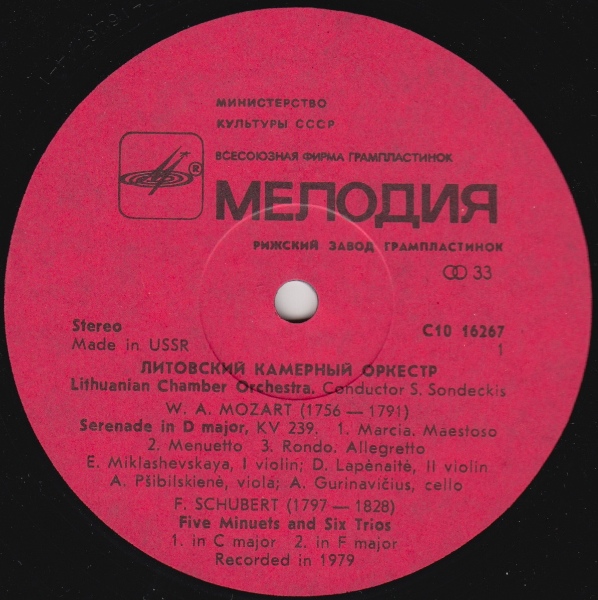 МИНИСТЕРСТВО
КУЛЬТУРЫ СССР
ВСЕСОЮЗНАЯ ФИРМА ГРАМПЛАСТИНОК
®
МЕЛОДИЯ
РИЖСКИЙ ЗАВОД ГРАМПЛАСТИНОК
33
Stereo
Made in USSR
С10 16267
1
ЛИТОВСКИЙ КАМЕРНЫЙ ОРКЕСТР
Lithuanian Chamber Orchestra. Conductor S. Sondeckis
W. A. MOZART (1756 — 1791)
Serenade in D major, KV 239. 1. Marcia. Maestoso
2. Menuetto 3. Rondo. Allegretto
E. Miklashevskaya, I violin; D. Lapėnaitė, II violin
A. Pšibilskienė, viola; A. Gurinavičius, cello
F. SCHUBERT (1797 — 1828)
Five Minuets and Six Trios
1. in C major 2. in F major
Recorded in 1979